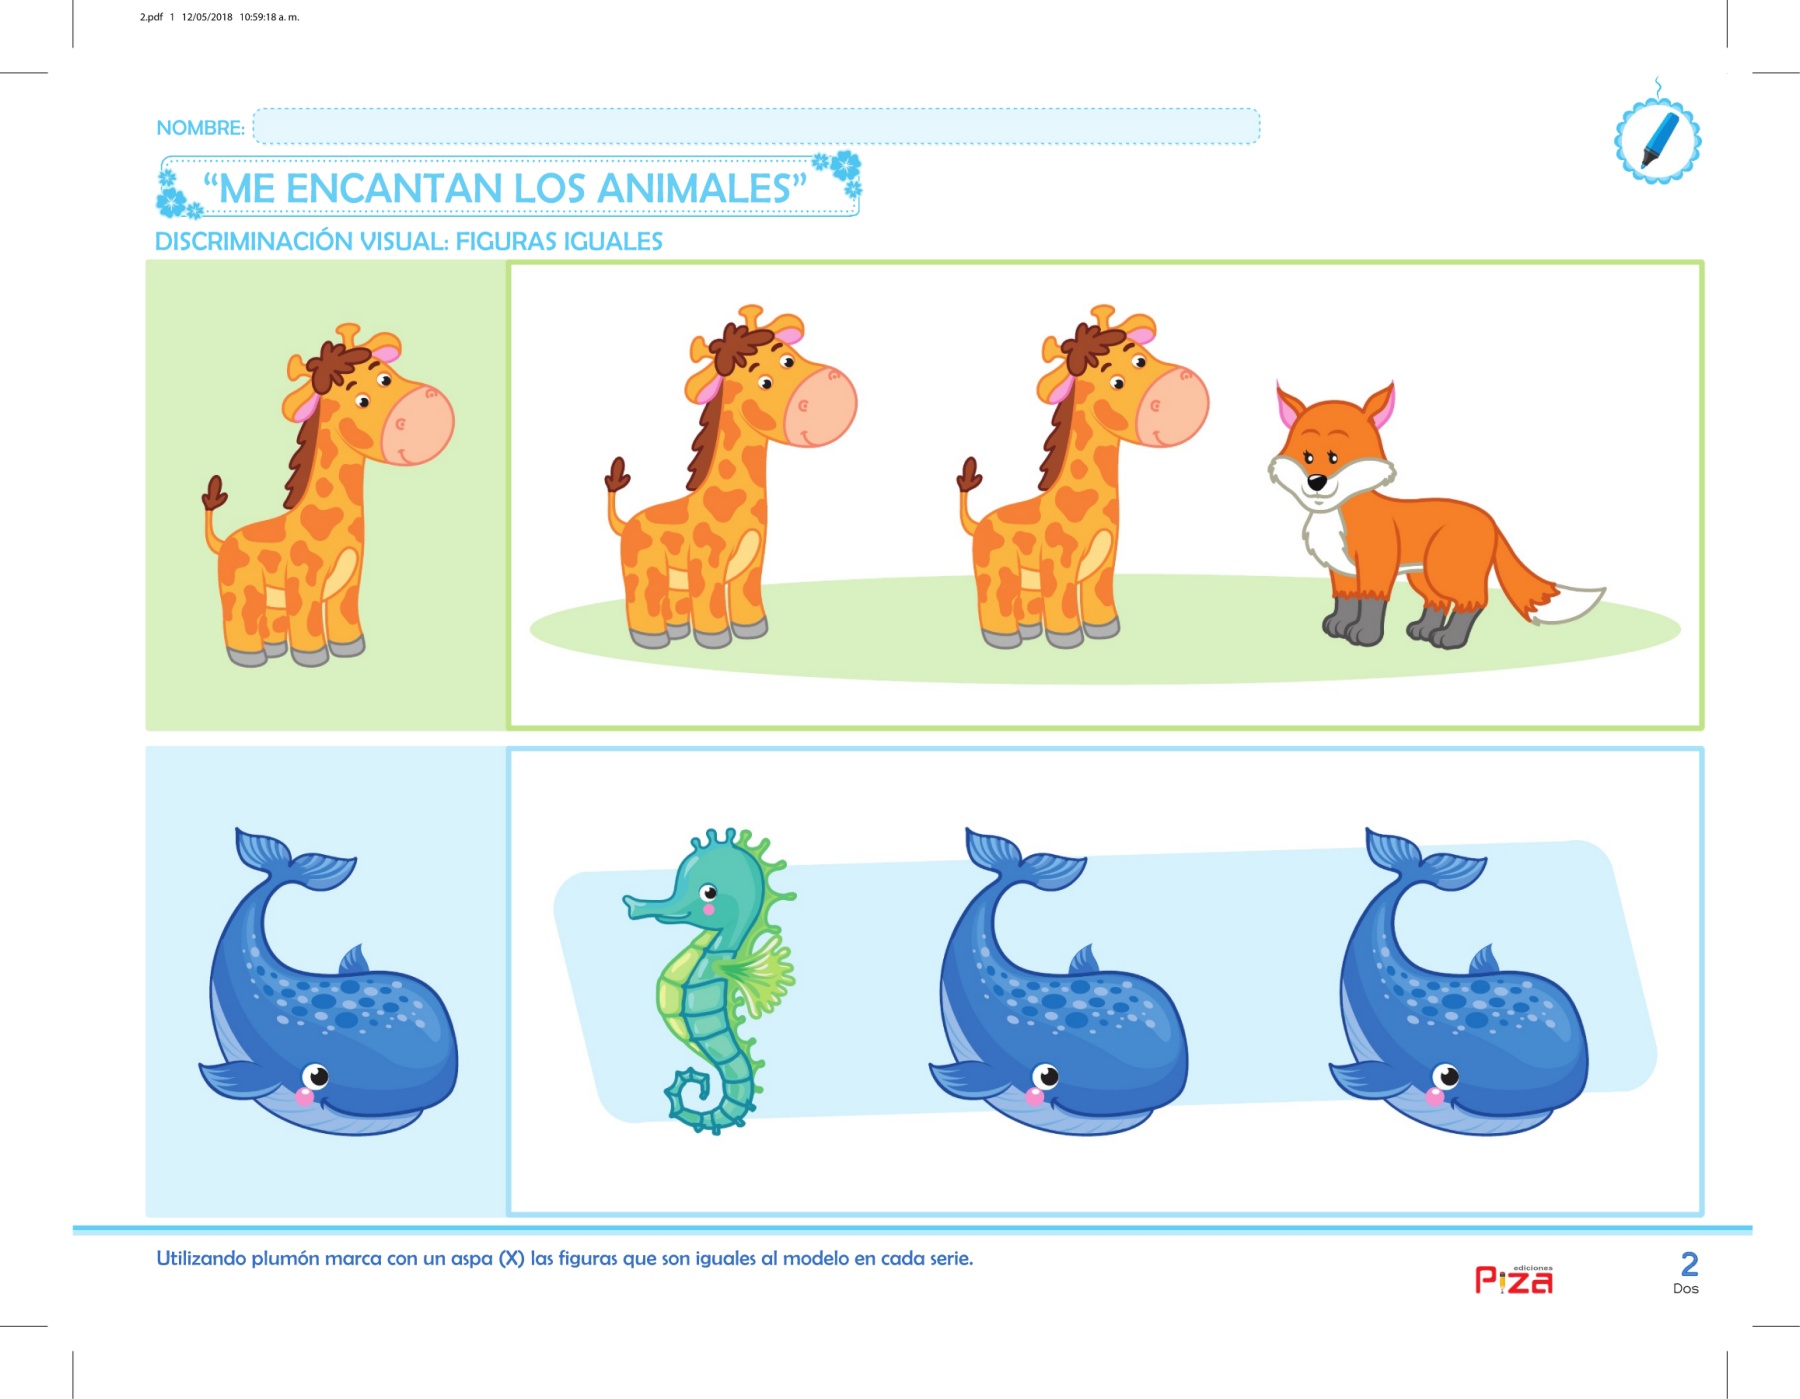 2.pdf 1 12/05/2018 10:59:18 a. m.
NOMBRE:
“ME ENCANTAN LOS ANIMALES”
DISCRIMINACIÓN VISUAL: FIGURAS IGUALES
Utilizando plumón marca con un aspa (X) las figuras que son iguales al modelo en cada serie.
ediciones
Piza
2
Dos